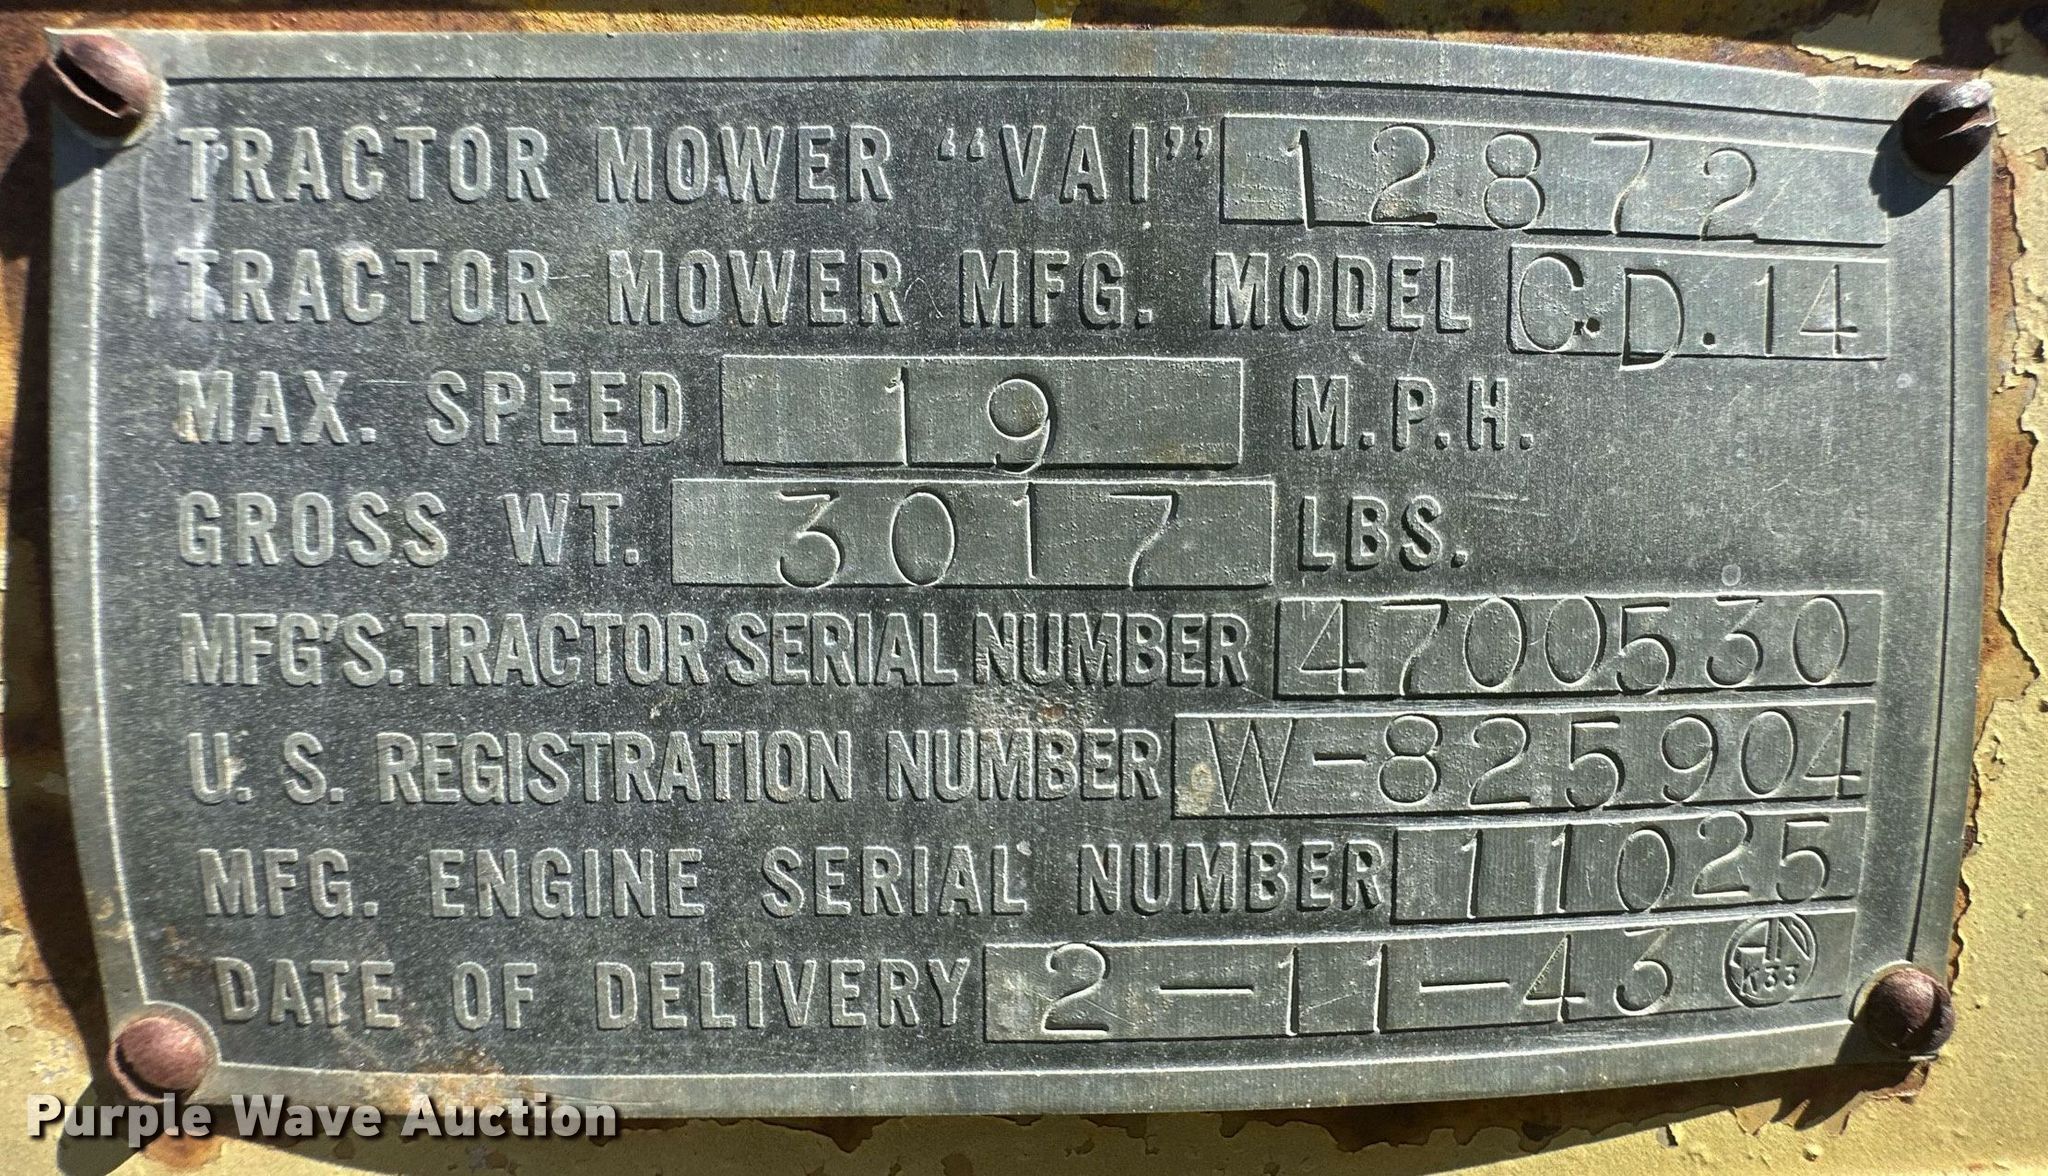 TRACTOR MOWER "VAI" 12872
TRACTOR MOWER MFG. MODEL C.D.14
MAX. SPEED 19 M.P.H.
GROSS WT. 3017 LBS.
MFG'S. TRACTOR SERIAL NUMBER 4700530
U. S. REGISTRATION NUMBER W-825904
MFG. ENGINE SERIAL NUMBER 11025
DATE OF DELIVERY 2-11-43 K33
Purple Wave Auction